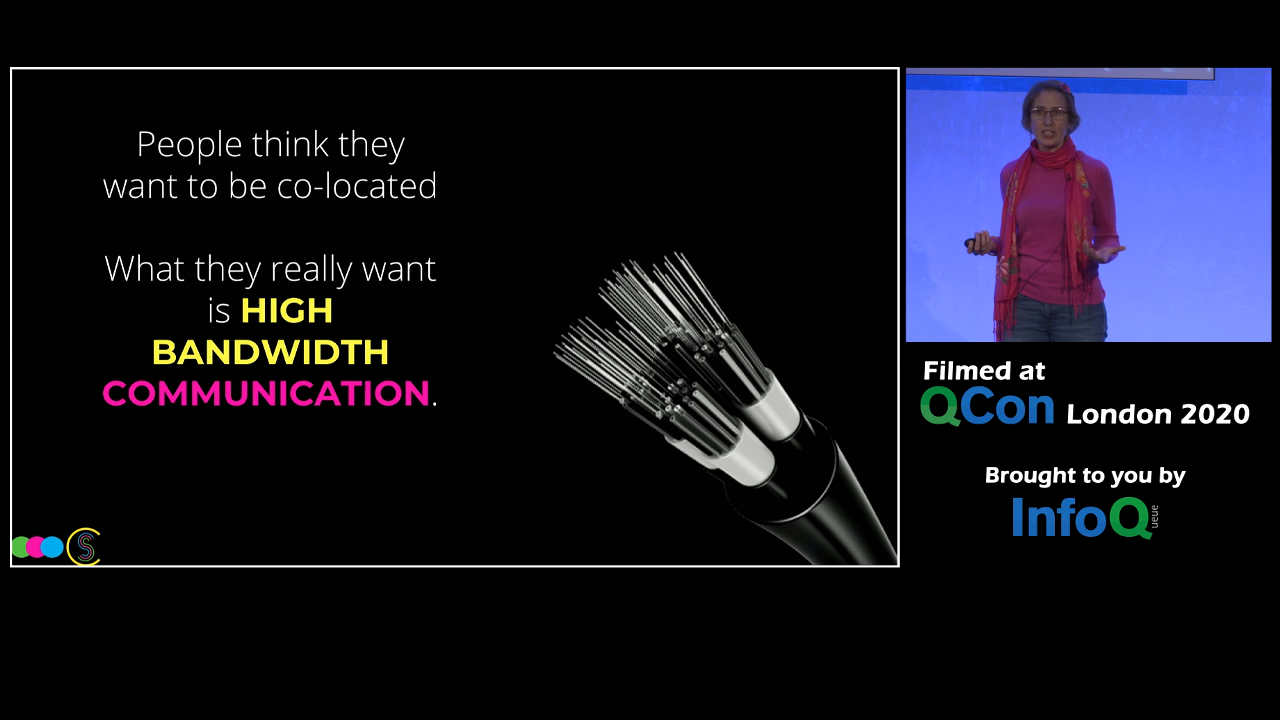 People think they
want to be co-located
What they really want
is HIGH
BANDWIDTH
COMMUNICATION.
Filmed at
QCon London 2020
Brought to you by
InfoQueue